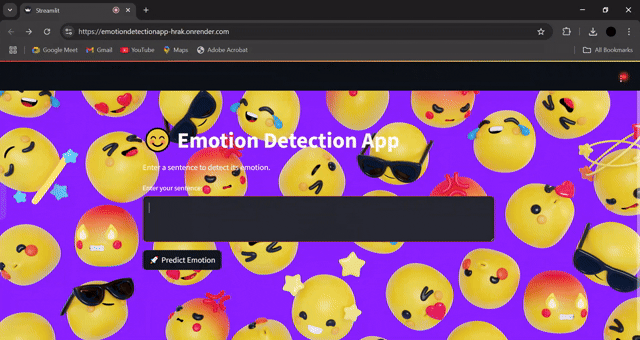 Streamlit
https://emotiondetectionapp-hrak.onrender.com
Google Meet Gmail YouTube Maps Adobe Acrobat All Bookmarks
Emotion Detection App
Enter a sentence to detect its emotion.
Enter your sentence:
Predict Emotion